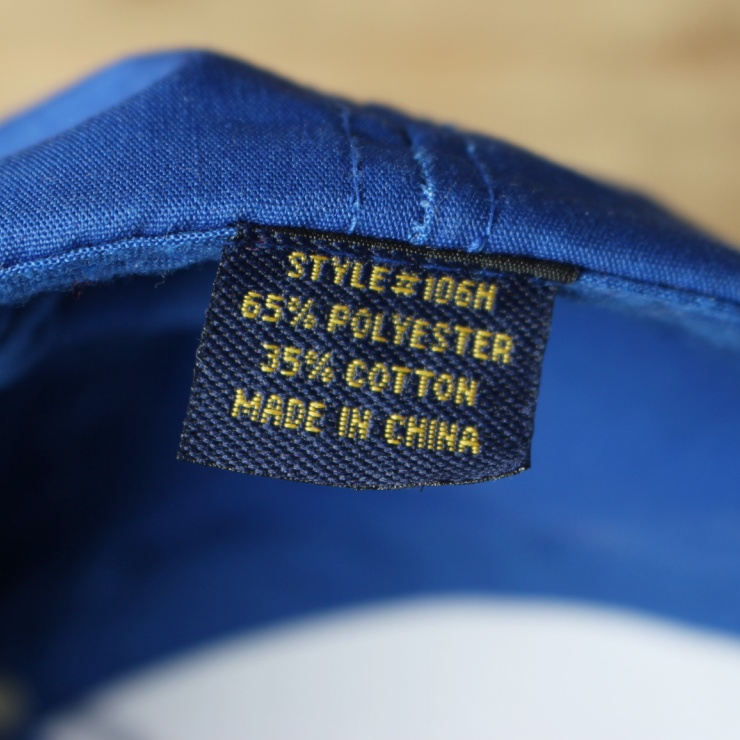 STYLE#106H
65% POLYESTER
35% COTTON
MADE IN CHINA